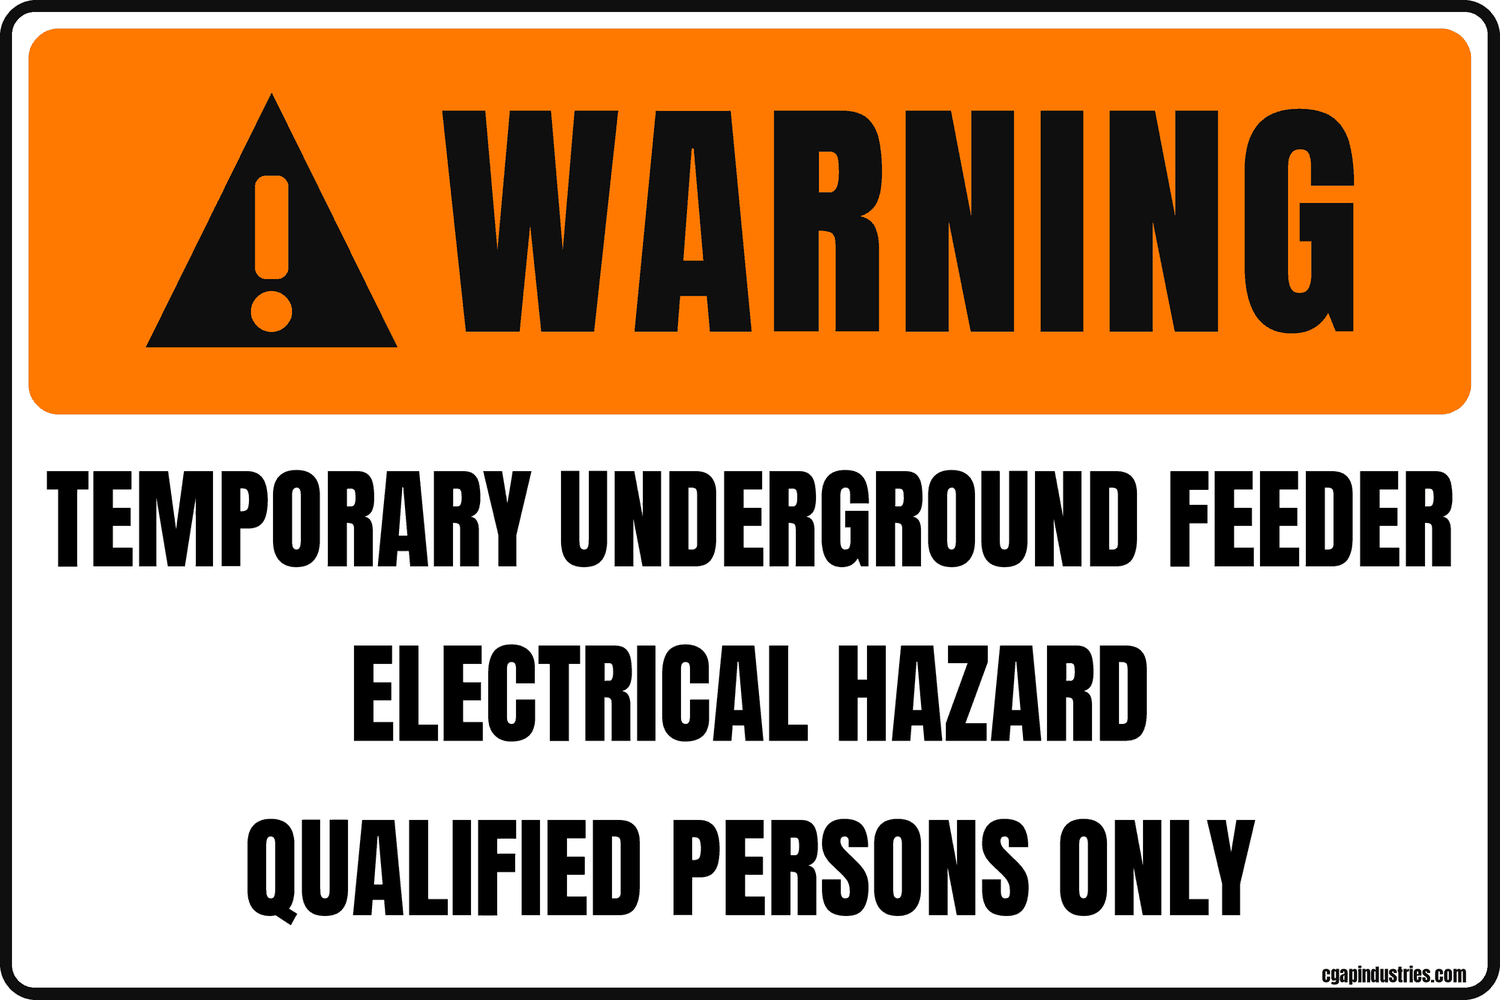 WARNING
TEMPORARY UNDERGROUND FEEDER
ELECTRICAL HAZARD
QUALIFIED PERSONS ONLY
cgapindustries.com